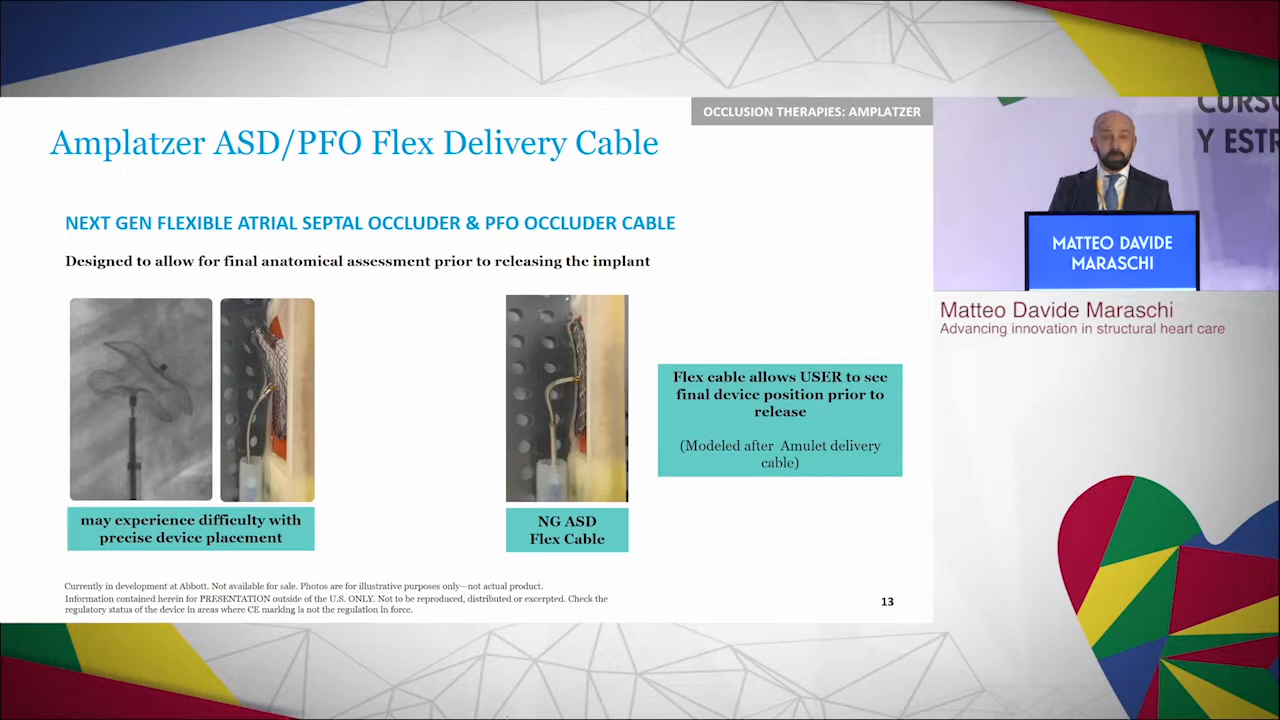 OCCLUSION THERAPIES: AMPLATZER
Amplatzer ASD/PFO Flex Delivery Cable
NEXT GEN FLEXIBLE ATRIAL SEPTAL OCCLUDER & PFO OCCLUDER CABLE
Designed to allow for final anatomical assessment prior to releasing the implant
may experience difficulty with
precise device placement
NG ASD
Flex Cable
Flex cable allows USER to see
final device position prior to
release
(Modeled after Amulet delivery
cable)
Currently in development at Abbott. Not available for sale. Photos are for illustrative purposes only—not actual product.
Information contained herein for PRESENTATION outside of the U.S. ONLY. Not to be reproduced, distributed or excerpted. Check the
regulatory status of the device in areas where CE marking is not the regulation in force.
13
CURSO
Y ESTR
MATTEO DAVIDE
MARASCHI
Matteo Davide Maraschi
Advancing innovation in structural heart care